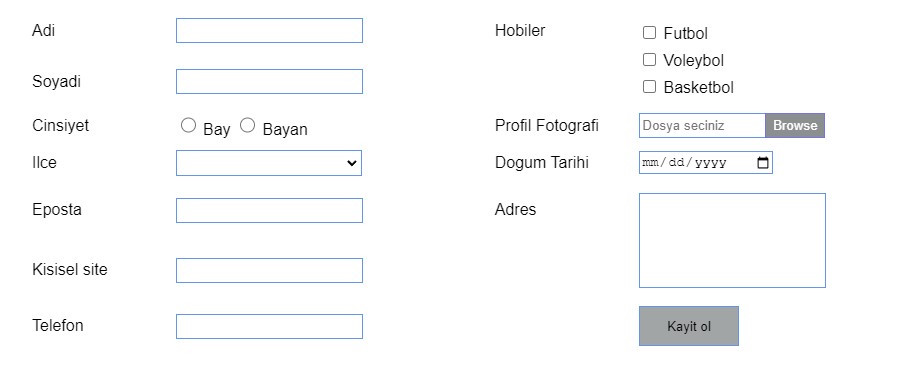 Adi
Soyadi
Cinsiyet
Bay
Bayan
Ilce
Eposta
Kisisel site
Telefon
Hobiler
Futbol
Voleybol
Basketbol
Profil Fotografi
Dosya seciniz
Browse
Dogum Tarihi
mm/dd/yyyy
Adres
Kayit ol